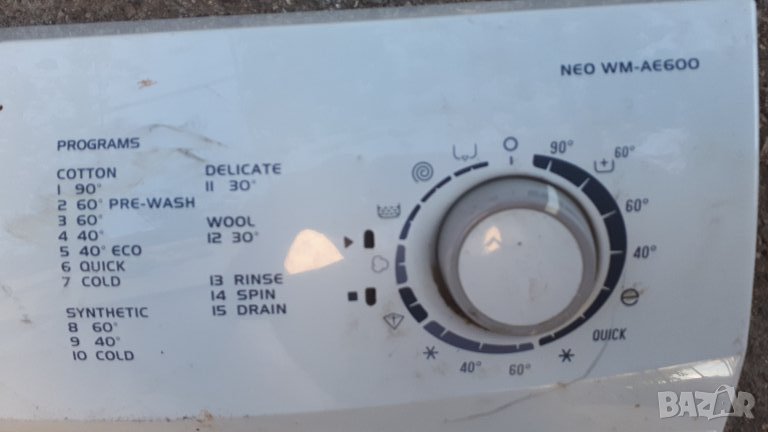 NEO WM-AE600
PROGRAMS
COTTON
1 90°
2 60° PRE-WASH
3 60°
4 40°
5 40° ECO
6 QUICK
7 COLD
SYNTHETIC
8 60°
9 40°
10 COLD
DELICATE
11 30°
WOOL
12 30°
13 RINSE
14 SPIN
15 DRAIN
90°
60°
60°
40°
QUICK
60°
40°
BAZAR